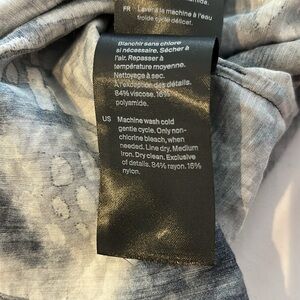 FR Laver à la machine à l'eau
froide cycle délicat.
Blanchir sans chlore
si nécessaire. Sécher à
l'air. Repasser à
température moyenne.
Nettoyage à sec.
À l'exception des détails.
84% viscose. 16%
polyamide.
US Machine wash cold
gentle cycle. Only non-
chlorine bleach, when
needed. Line dry. Medium
iron. Dry clean. Exclusive
of details. 84% rayon. 16%
nylon.